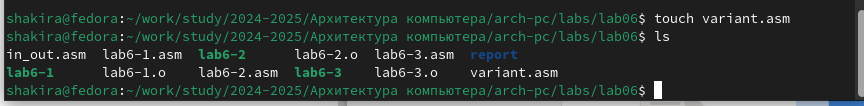 shakira@fedora:~/work/study/2024-2025/Архитектура компьютера/arch-pc/labs/lab06$ touch variant.asm
shakira@fedora:~/work/study/2024-2025/Архитектура компьютера/arch-pc/labs/lab06$ ls
in_out.asm  lab6-1.asm  lab6-2      lab6-2.o  lab6-3.asm  report
lab6-1      lab6-1.o    lab6-2.asm  lab6-3    lab6-3.o    variant.asm
shakira@fedora:~/work/study/2024-2025/Архитектура компьютера/arch-pc/labs/lab06$